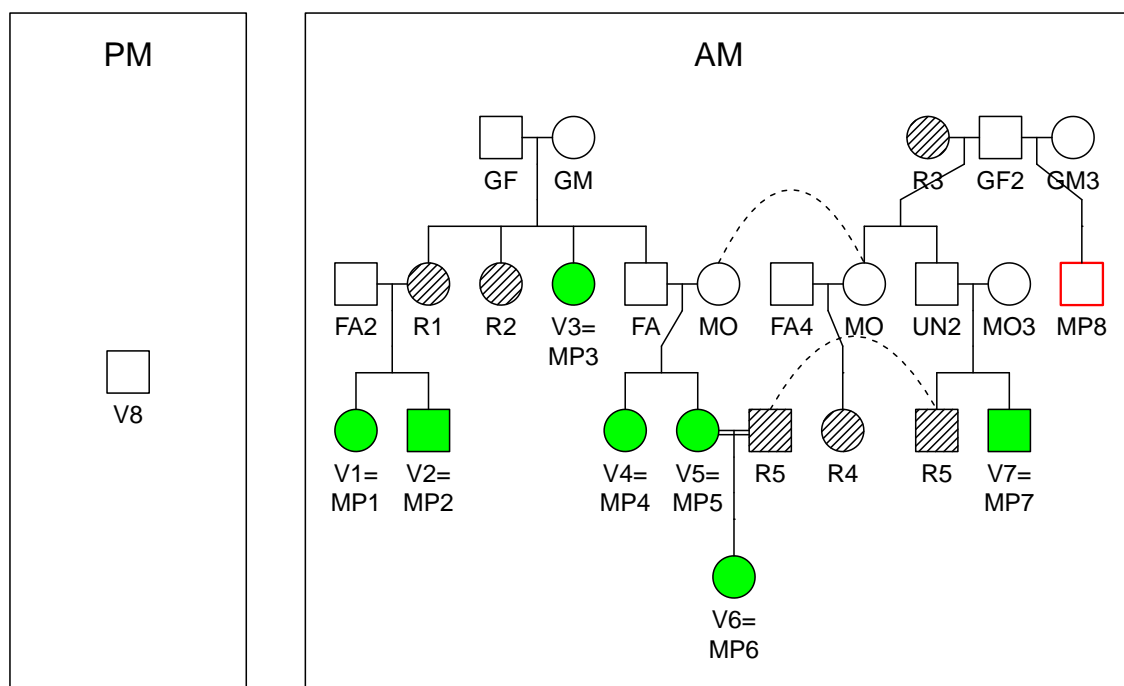 PM
AM
GF GM R3 GF2 GM3
FA2 R1 R2 V3= FA MO FA4 MO UN2 MO3 MP8
MP3
V8
V1= V2= V4= V5= R5 R4 R5 V7=
MP1 MP2 MP4 MP5 MP7
V6=
MP6